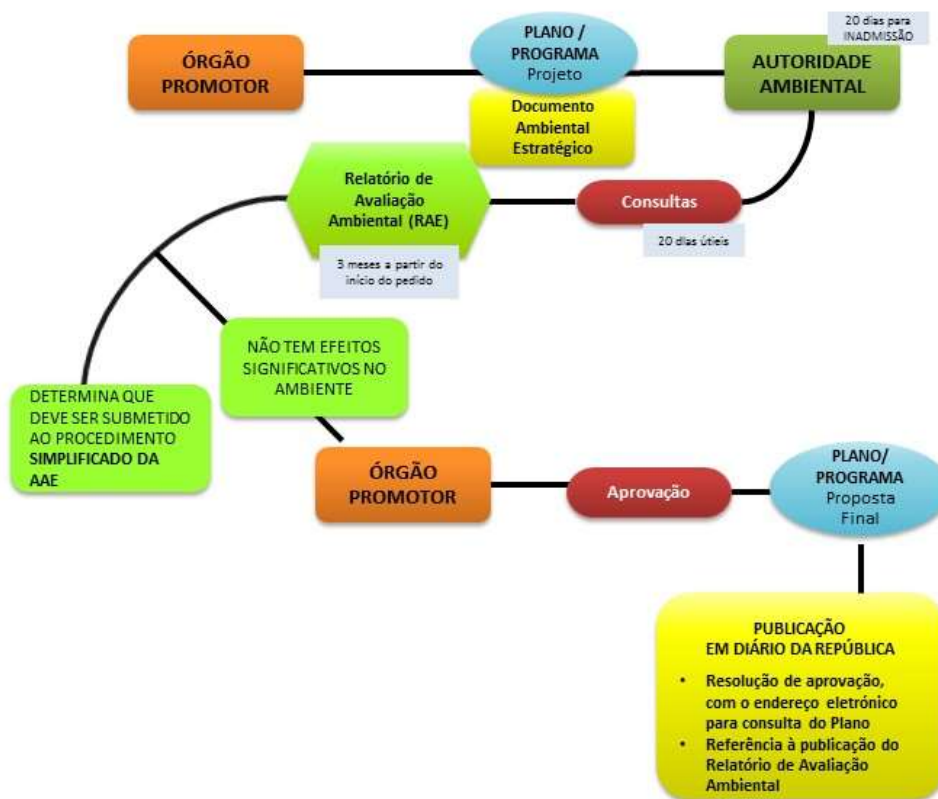 ÓRGÃO
PROMOTOR
PLANO /
PROGRAMA
Projeto
Documento
Ambiental
Estratégico
20 dias para
INADMISSÃO
AUTORIDADE
AMBIENTAL
Relatório de
Avaliação
Ambiental (RAE)
3 meses a partir do
início do pedido
Consultas
20 dias útieis
NÃO TEM EFEITOS
SIGNIFICATIVOS NO
AMBIENTE
DETERMINA QUE
DEVE SER SUBMETIDO
AO PROCEDIMENTO
SIMPLIFICADO DA
AAE
ÓRGÃO
PROMOTOR
Aprovação
PLANO/
PROGRAMA
Proposta
Final
PUBLICAÇÃO
EM DIÁRIO DA REPÚBLICA
• Resolução de aprovação,
com o endereço eletrónico
para consulta do Plano
• Referência à publicação do
Relatório de Avaliação
Ambiental